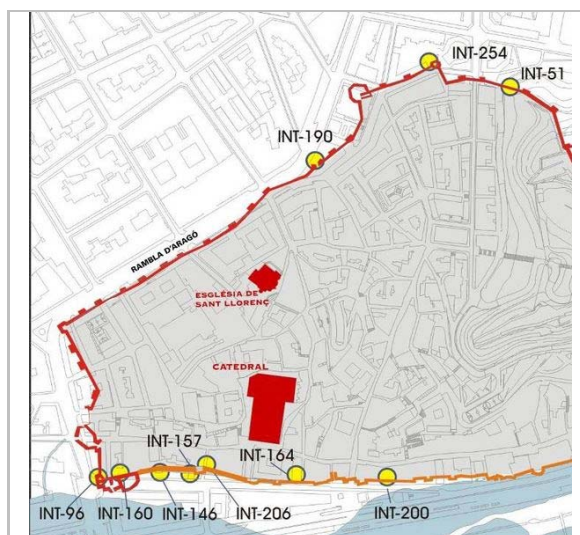 INT-254
INT-51
INT-190
RAMBLA D'ARAGÓ
ESGLÉSIA DE
SANT LLORENÇ
CATEDRAL
INT-157
INT-164
INT-96
INT-160
INT-146
INT-206
INT-200